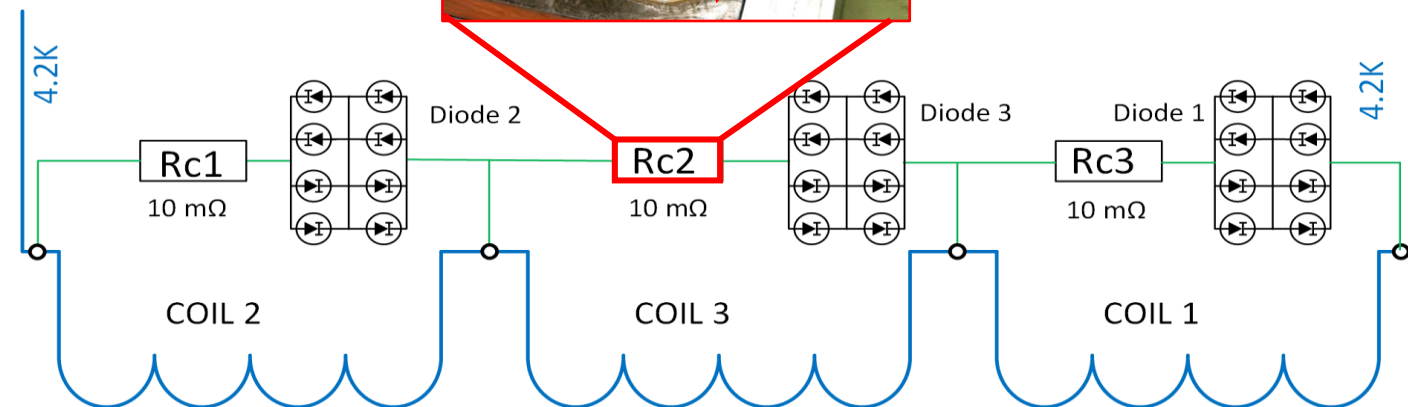 4.2K
4.2K
Diode 2
Diode 3
Diode 1
Rc1
Rc2
Rc3
10 mΩ
10 mΩ
10 mΩ
COIL 2
COIL 3
COIL 1